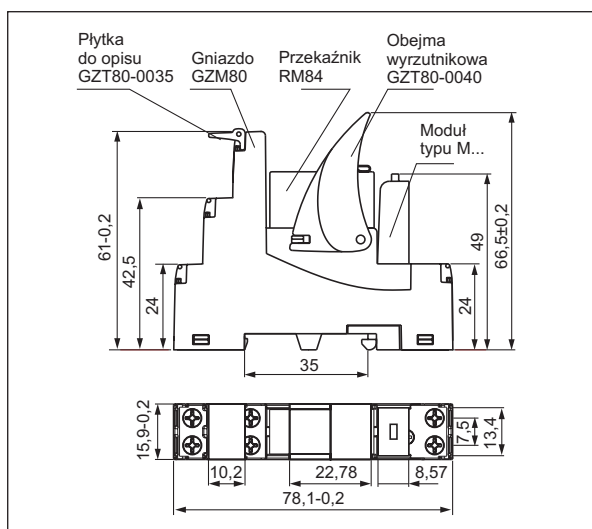 Płytka
do opisu
GZT80-0035
Gniazdo
GZM80
Przekaźnik
RM84
Obejma
wyrzutnikowa
GZT80-0040
Moduł
typu M...
61-0,2
42,5
24
24
49
66,5±0,2
35
15,9-0,2
7,5
13,4
10,2
22,78
8,57
78,1-0,2